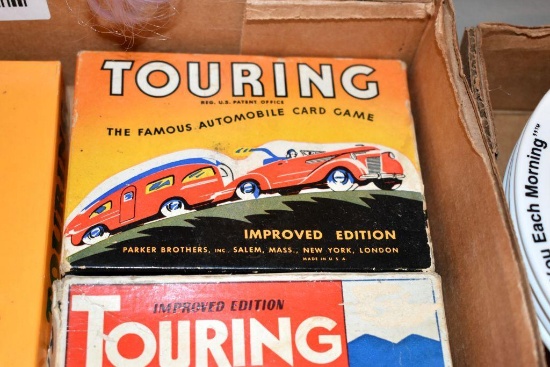 TOURING
REG. U.S. PATENT OFFICE
THE FAMOUS AUTOMOBILE CARD GAME
IMPROVED EDITION
PARKER BROTHERS, INC. SALEM, MASS., NEW YORK, LONDON
MADE IN U.S.A
IMPROVED EDITION
TOURING
You Each Morning"